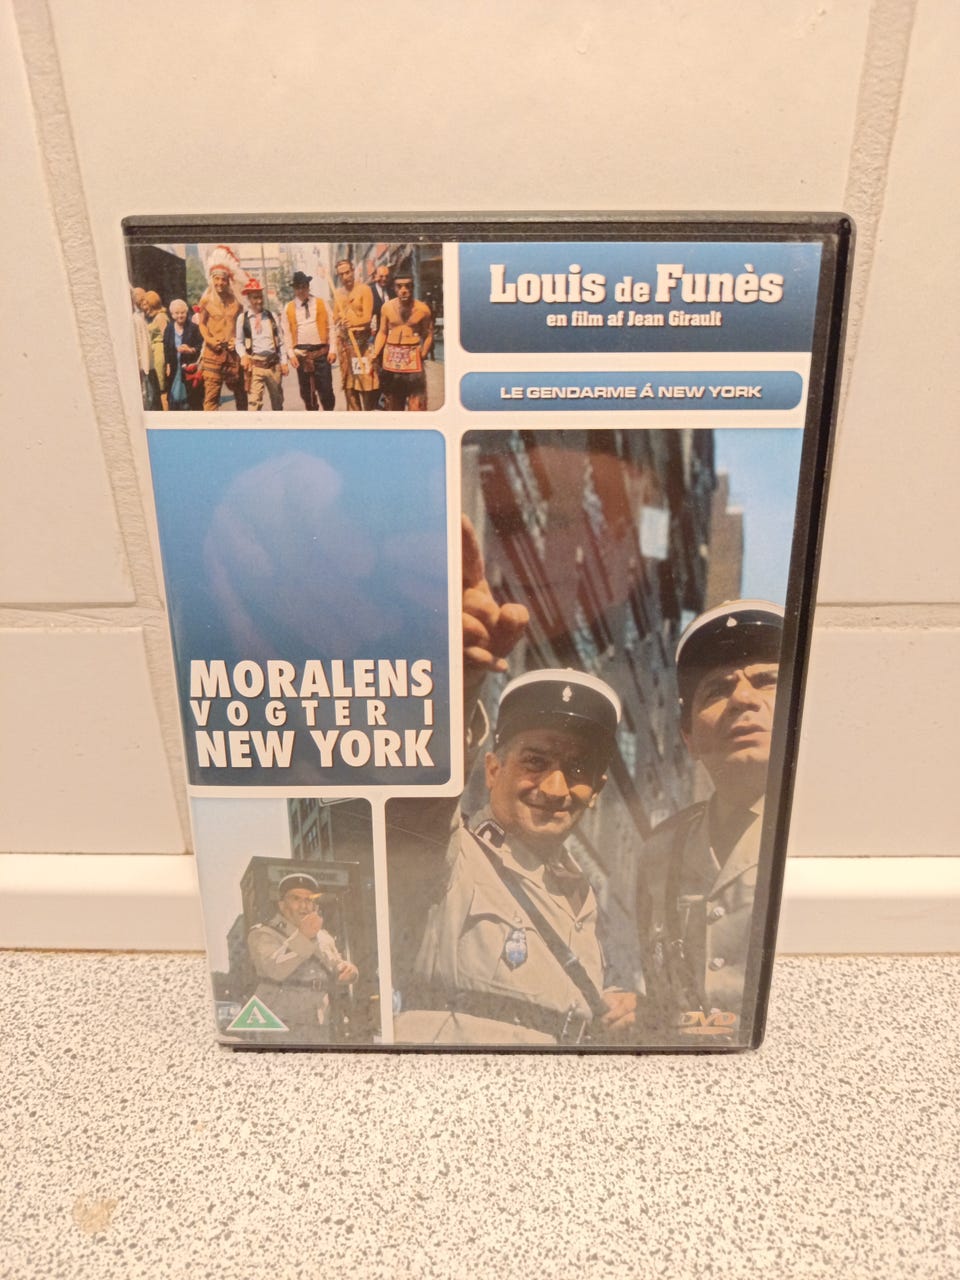 Louis de Funès
en film af Jean Girault
LE GENDARME Á NEW YORK
MORALENS
VOGTER I
NEW YORK
A
DVD